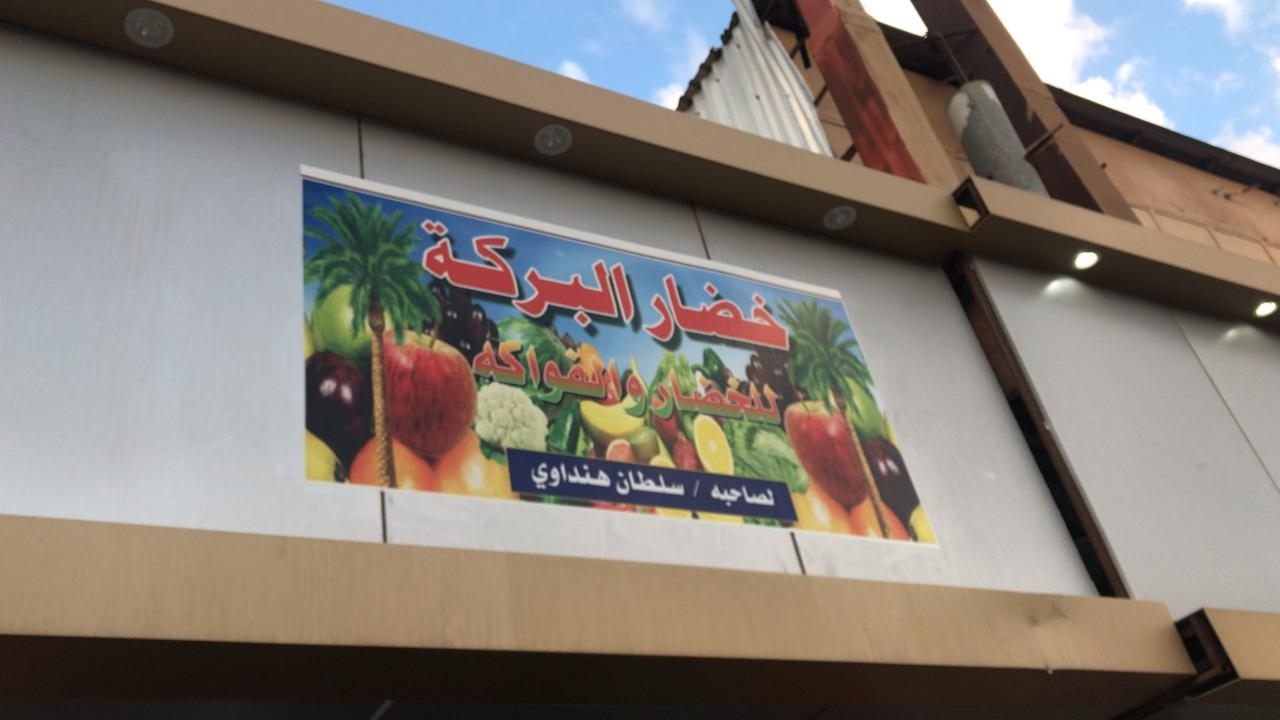 خضار البركة
للخضار والفواكه
لصاحبه / سلطان هنداوي